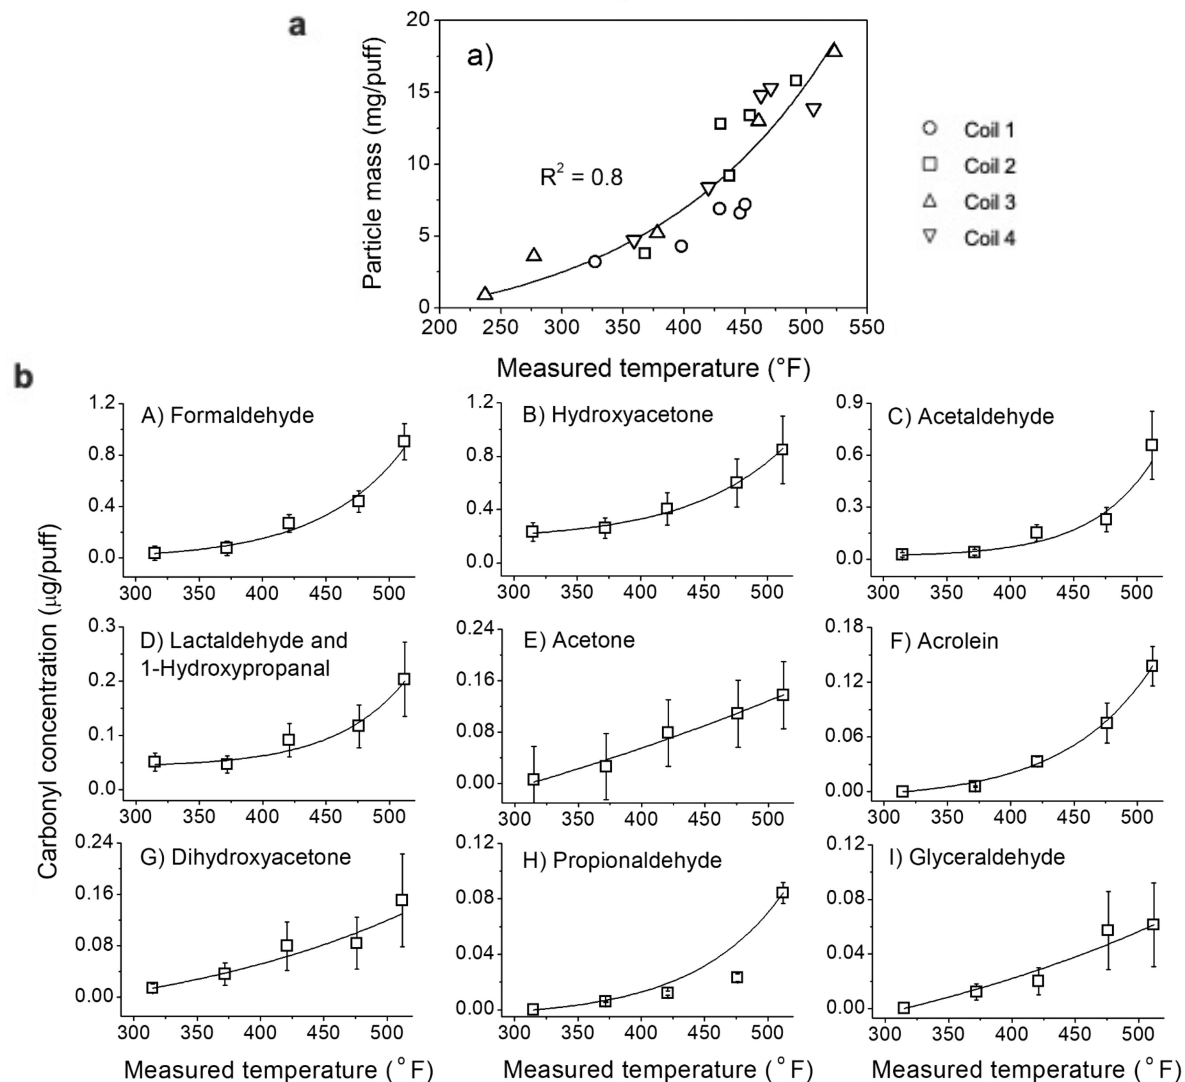 a
a)
R² = 0.8
Particle mass (mg/puff)
20
15
10
5
0
200 250 300 350 400 450 500 550
Measured temperature (°F)
Coil 1
Coil 2
Coil 3
Coil 4
b
Carbonyl concentration (μg/puff)
A) Formaldehyde
1.2
0.8
0.4
0.0
300 350 400 450 500
B) Hydroxyacetone
1.2
0.8
0.4
0.0
300 350 400 450 500
C) Acetaldehyde
0.9
0.6
0.3
0.0
300 350 400 450 500
D) Lactaldehyde and
1-Hydroxypropanal
0.3
0.2
0.1
0.0
300 350 400 450 500
E) Acetone
0.24
0.16
0.08
0.00
300 350 400 450 500
F) Acrolein
0.18
0.12
0.06
0.00
300 350 400 450 500
G) Dihydroxyacetone
0.24
0.16
0.08
0.00
300 350 400 450 500
Measured temperature (°F)
H) Propionaldehyde
0.12
0.08
0.04
0.00
300 350 400 450 500
Measured temperature (°F)
I) Glyceraldehyde
0.12
0.08
0.04
0.00
300 350 400 450 500
Measured temperature (°F)